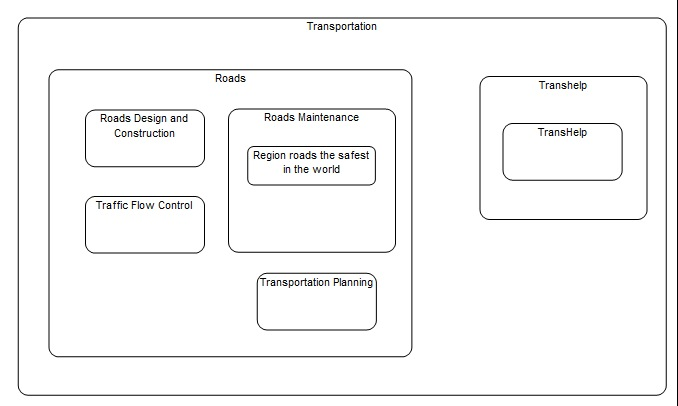 Transportation
Roads
Transhelp
Roads Design and
Construction
Roads Maintenance
TransHelp
Region roads the safest
in the world
Traffic Flow Control
Transportation Planning